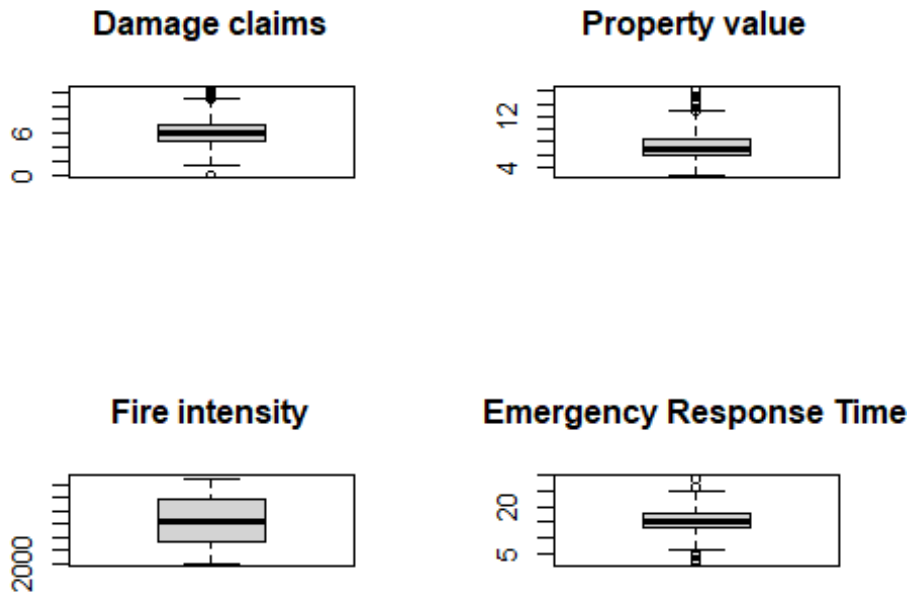 Damage claims
6
0
Property value
12
4
Fire intensity
2000
Emergency Response Time
20
5